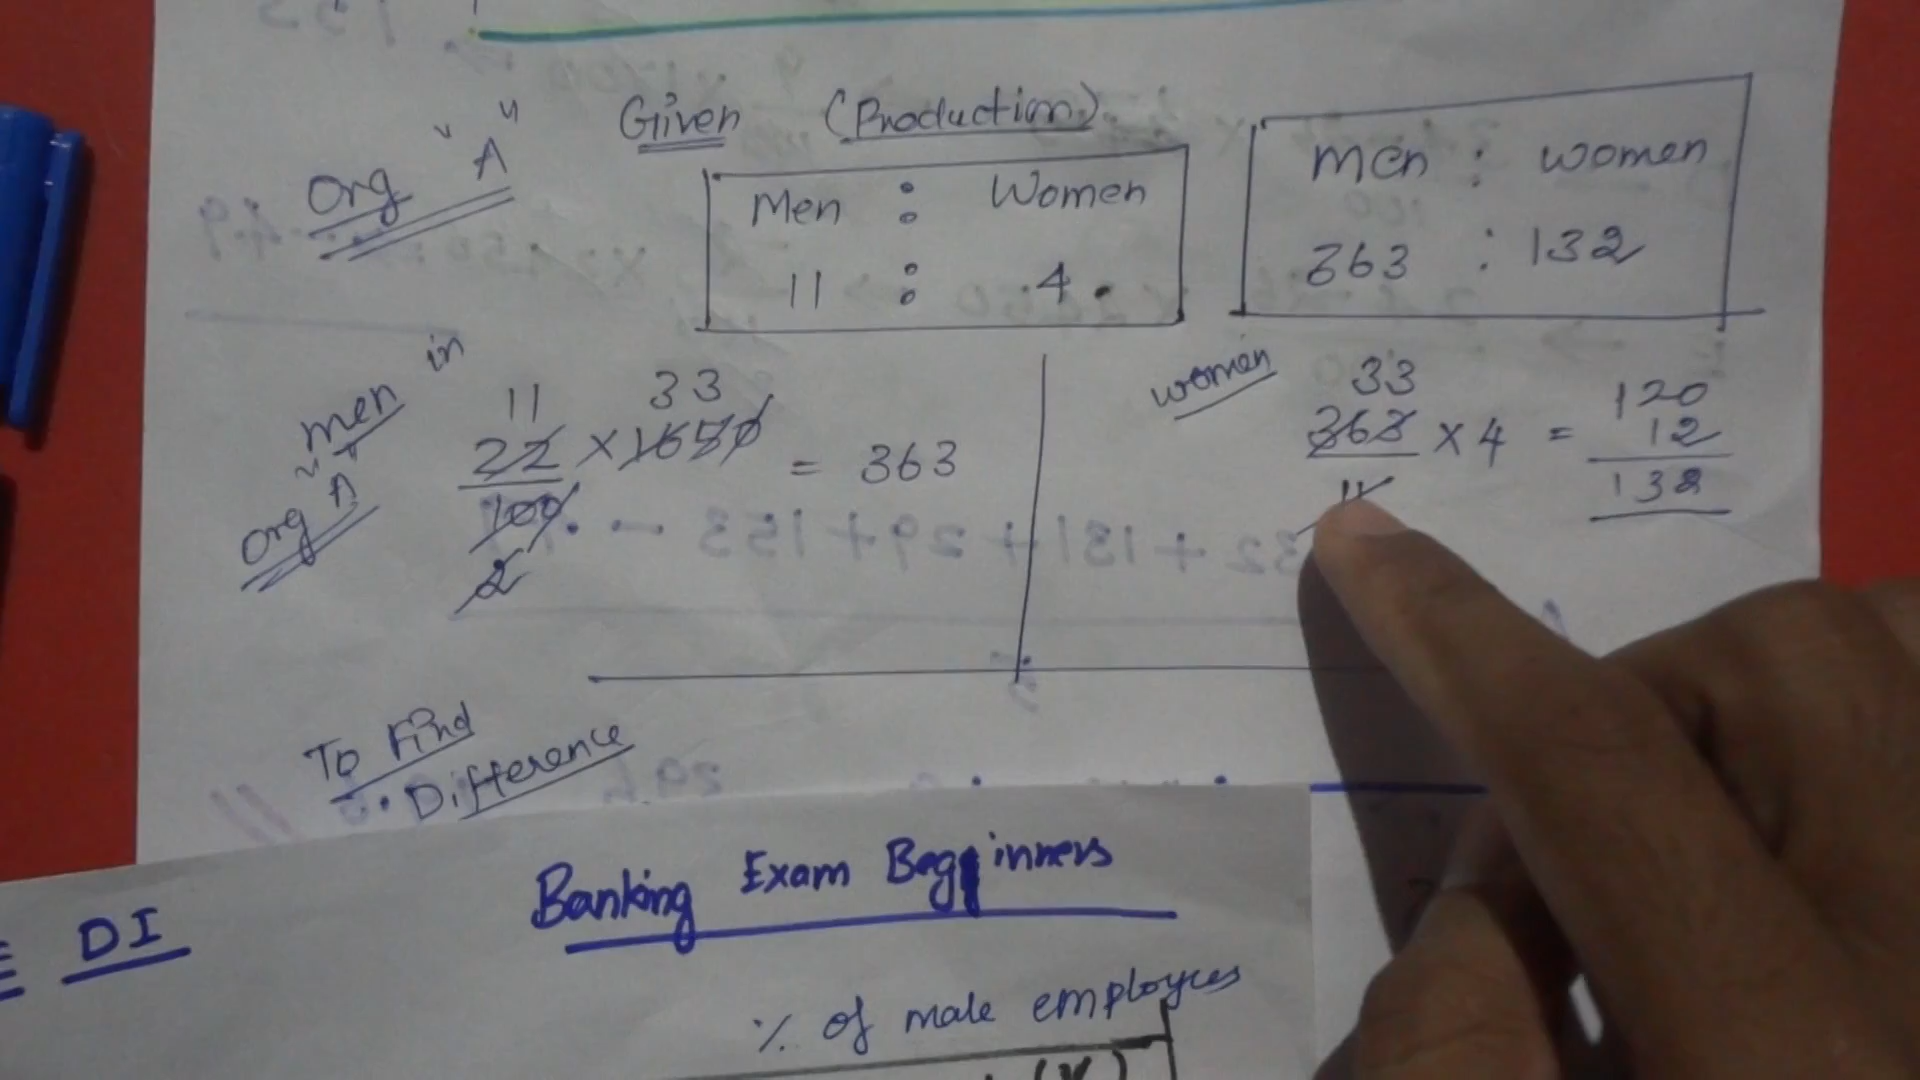 Org "A"
Given (Production)
Men : Women
11 : 4
Men : Women
363 : 132
Men in
Org "A"
11 33
22 × 1650 = 363
100
2
Women
33
363 × 4 = 120
11
12
132
To Find
Difference
DI
Banking Exam Begginners
% of male employees